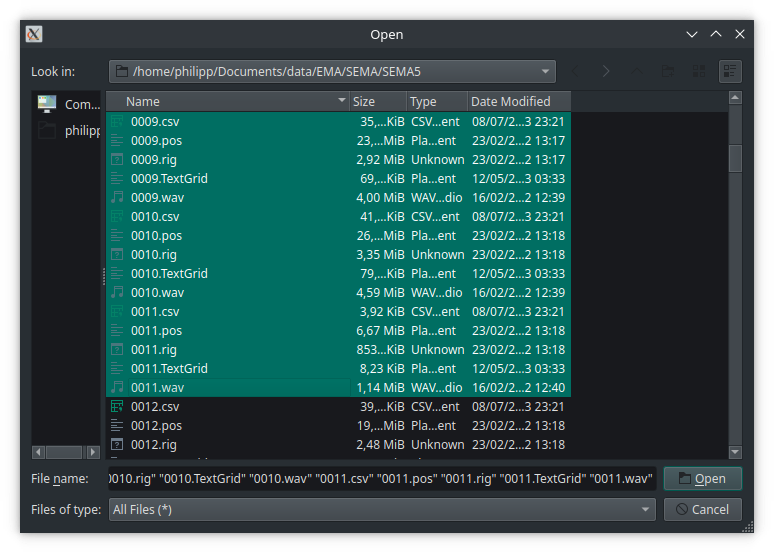 Open
Look in: /home/philipp/Documents/data/EMA/SEMA/SEMA5
Com...
philipp
Name Size Type Date Modified
0009.csv 35,...KiB CSV...ent 08/07/2...3 23:21
0009.pos 23,...MiB Pla...ent 23/02/2...2 13:17
0009.rig 2,92 MiB Unknown 23/02/2...2 13:17
0009.TextGrid 69,...KiB Pla...ent 12/05/2...3 03:33
0009.wav 4,00 MiB WAV...dio 16/02/2...2 12:39
0010.csv 41,...KiB CSV...ent 08/07/2...3 23:21
0010.pos 26,...MiB Pla...ent 23/02/2...2 13:18
0010.rig 3,35 MiB Unknown 23/02/2...2 13:18
0010.TextGrid 79,...KiB Pla...ent 12/05/2...3 03:33
0010.wav 4,59 MiB WAV...dio 16/02/2...2 12:39
0011.csv 3,92 KiB CSV...ent 08/07/2...3 23:21
0011.pos 6,67 MiB Pla...ent 23/02/2...2 13:18
0011.rig 853...KiB Unknown 23/02/2...2 13:18
0011.TextGrid 8,23 KiB Pla...ent 12/05/2...3 03:33
0011.wav 1,14 MiB WAV...dio 16/02/2...2 12:40
0012.csv 39,...KiB CSV...ent 08/07/2...3 23:21
0012.pos 19,...MiB Pla...ent 23/02/2...2 13:18
0012.rig 2,48 MiB Unknown 23/02/2...2 13:18
File name: 0010.rig" "0010.TextGrid" "0010.wav" "0011.csv" "0011.pos" "0011.rig" "0011.TextGrid" "0011.wav" Open
Files of type: All Files (*) Cancel